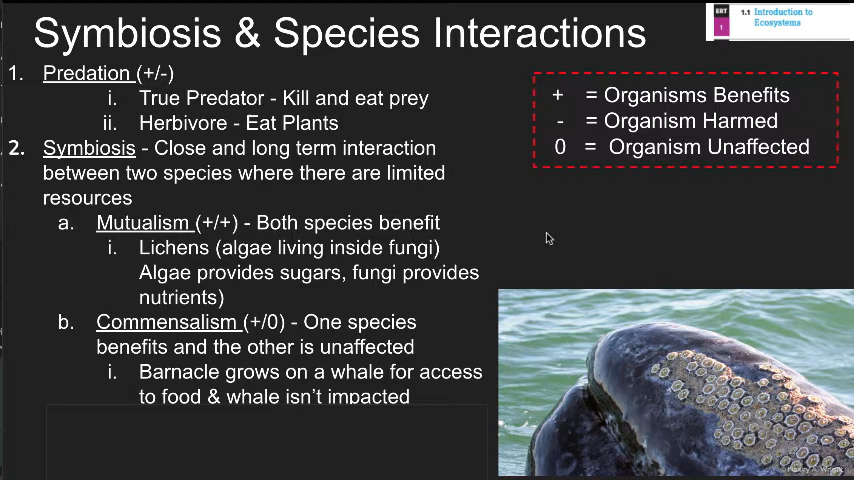 Symbiosis & Species Interactions
ERT
1
1.1 Introduction to
Ecosystems
1. Predation (+/-)
i. True Predator - Kill and eat prey
ii. Herbivore - Eat Plants
2. Symbiosis - Close and long term interaction
between two species where there are limited
resources
a. Mutualism (+/+) - Both species benefit
i. Lichens (algae living inside fungi)
Algae provides sugars, fungi provides
nutrients)
b. Commensalism (+/0) - One species
benefits and the other is unaffected
i. Barnacle grows on a whale for access
to food & whale isn't impacted
+ = Organisms Benefits
- = Organism Harmed
0 = Organism Unaffected